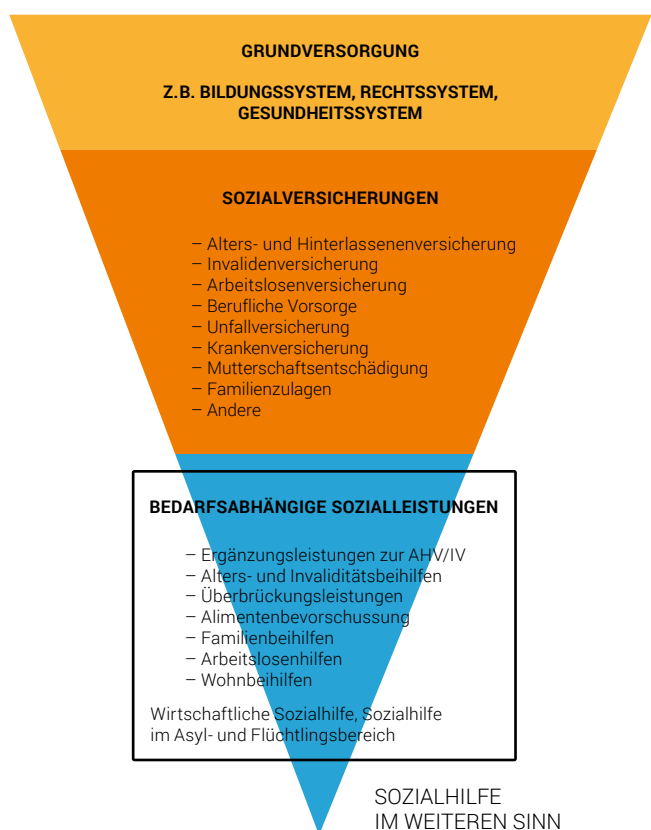 GRUNDVERSORGUNG
Z.B. BILDUNGSSYSTEM, RECHTSSYSTEM,
GESUNDHEITSSYSTEM
SOZIALVERSICHERUNGEN
– Alters- und Hinterlassenenversicherung
– Invalidenversicherung
– Arbeitslosenversicherung
– Berufliche Vorsorge
– Unfallversicherung
– Krankenversicherung
– Mutterschaftsentschädigung
– Familienzulagen
– Andere
BEDARFSABHÄNGIGE SOZIALLEISTUNGEN
– Ergänzungsleistungen zur AHV/IV
– Alters- und Invaliditätsbeihilfen
– Überbrückungsleistungen
– Alimentenbevorschussung
– Familienbeihilfen
– Arbeitslosenhilfen
– Wohnbeihilfen
Wirtschaftliche Sozialhilfe, Sozialhilfe
im Asyl- und Flüchtlingsbereich
SOZIALHILFE
IM WEITEREN SINN